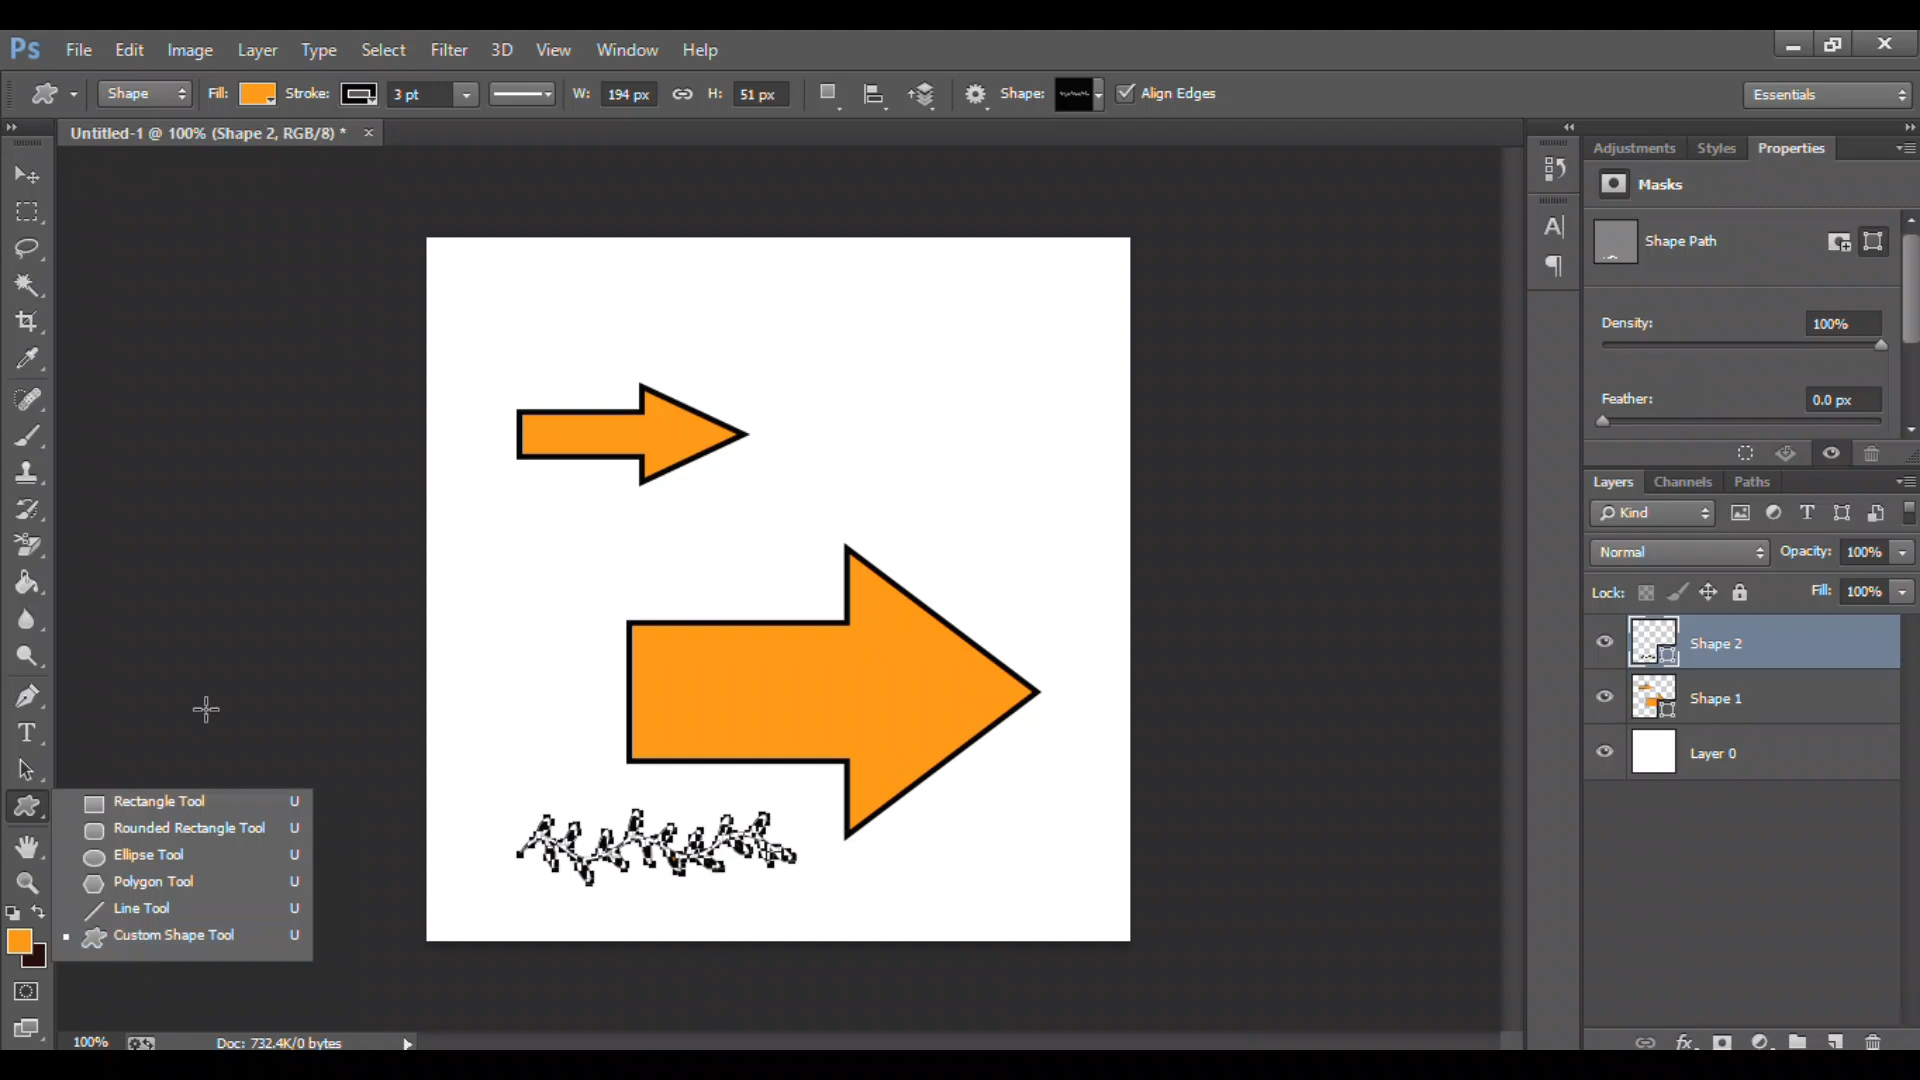 Ps File Edit Image Layer Type Select Filter 3D View Window Help
Shape Fill: Stroke: 3 pt W: 194 px H: 51 px Shape: Align Edges Essentials
Untitled-1 @ 100% (Shape 2, RGB/8) * ×
Adjustments Styles Properties
Masks
Shape Path
Density: 100%
Feather: 0.0 px
Layers Channels Paths
Kind
Normal Opacity: 100%
Lock: Fill: 100%
Shape 2
Shape 1
Layer 0
Rectangle Tool U
Rounded Rectangle Tool U
Ellipse Tool U
Polygon Tool U
Line Tool U
Custom Shape Tool U
100% Doc: 732.4K/0 bytes
fx